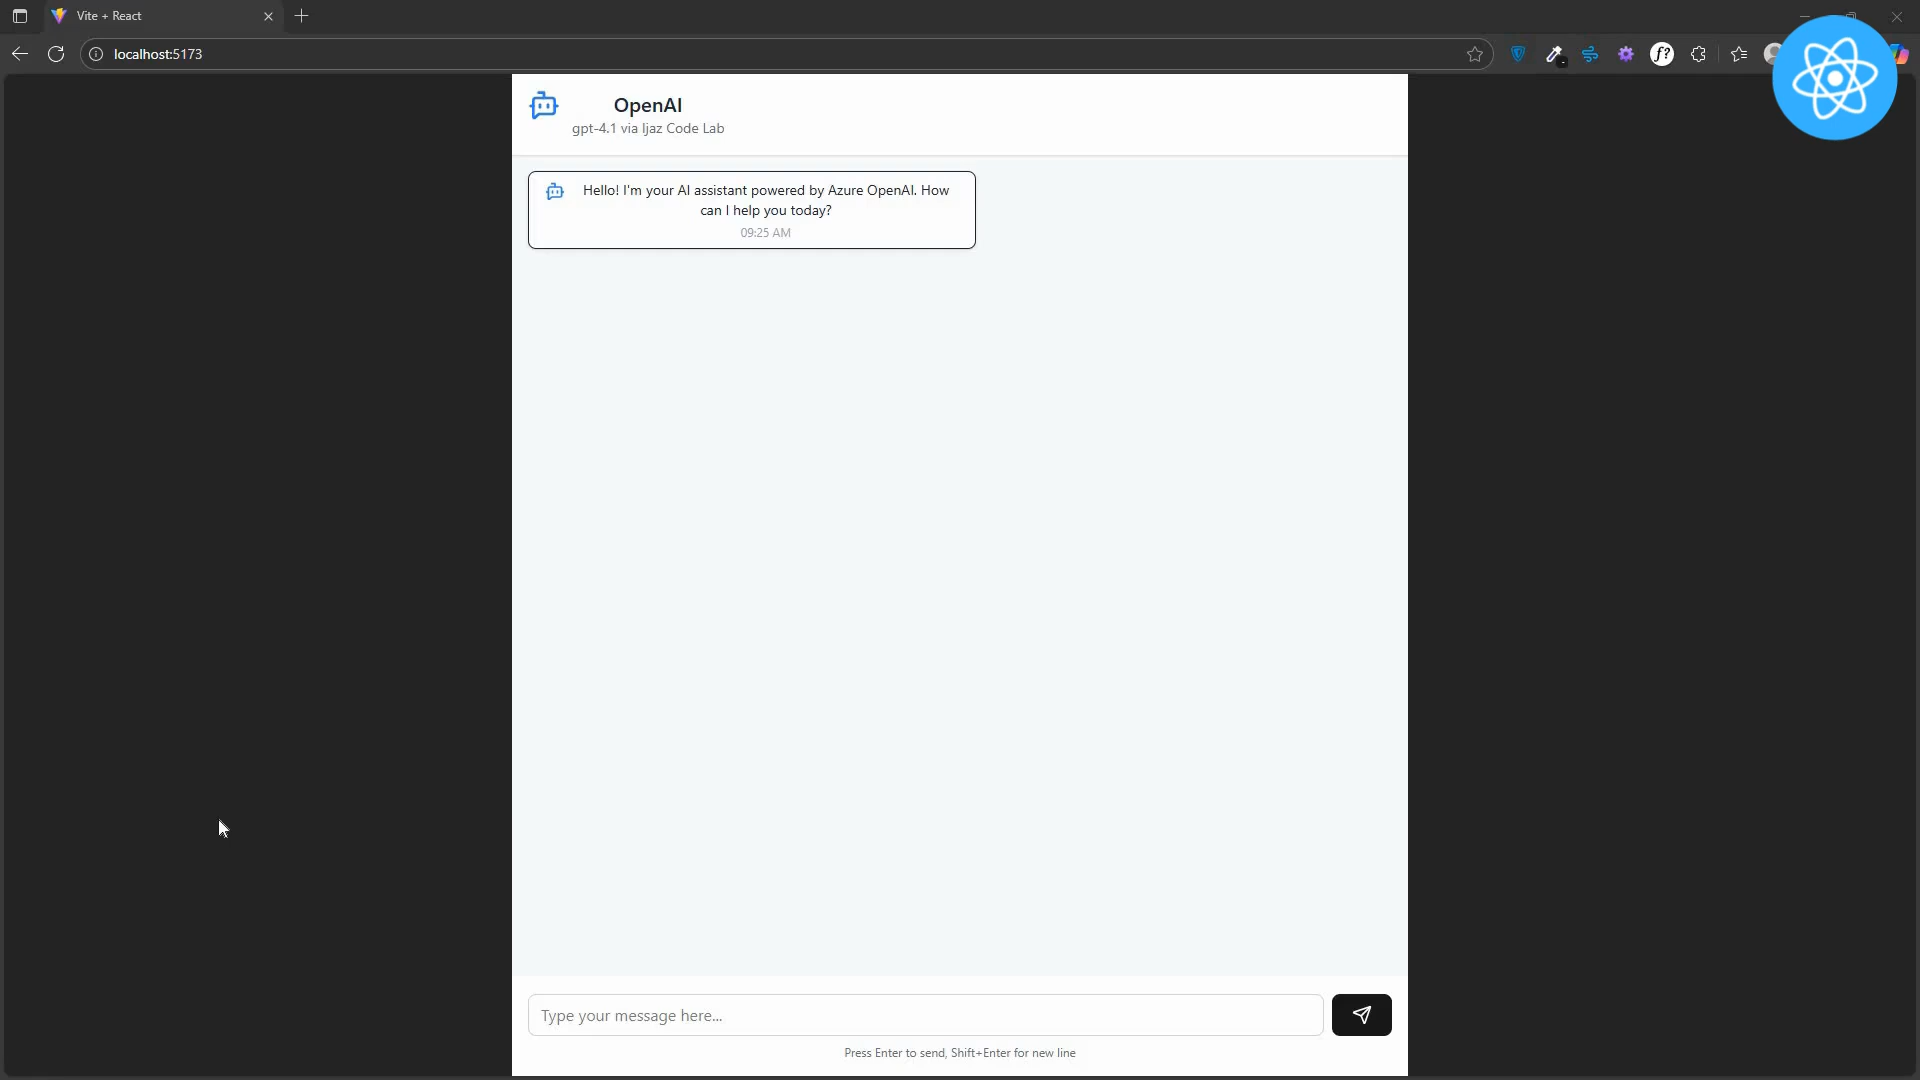 Vite + React
localhost:5173
f?
OpenAI
gpt-4.1 via Ijaz Code Lab
Hello! I'm your AI assistant powered by Azure OpenAI. How
can I help you today?
09:25 AM
Type your message here...
Press Enter to send, Shift+Enter for new line